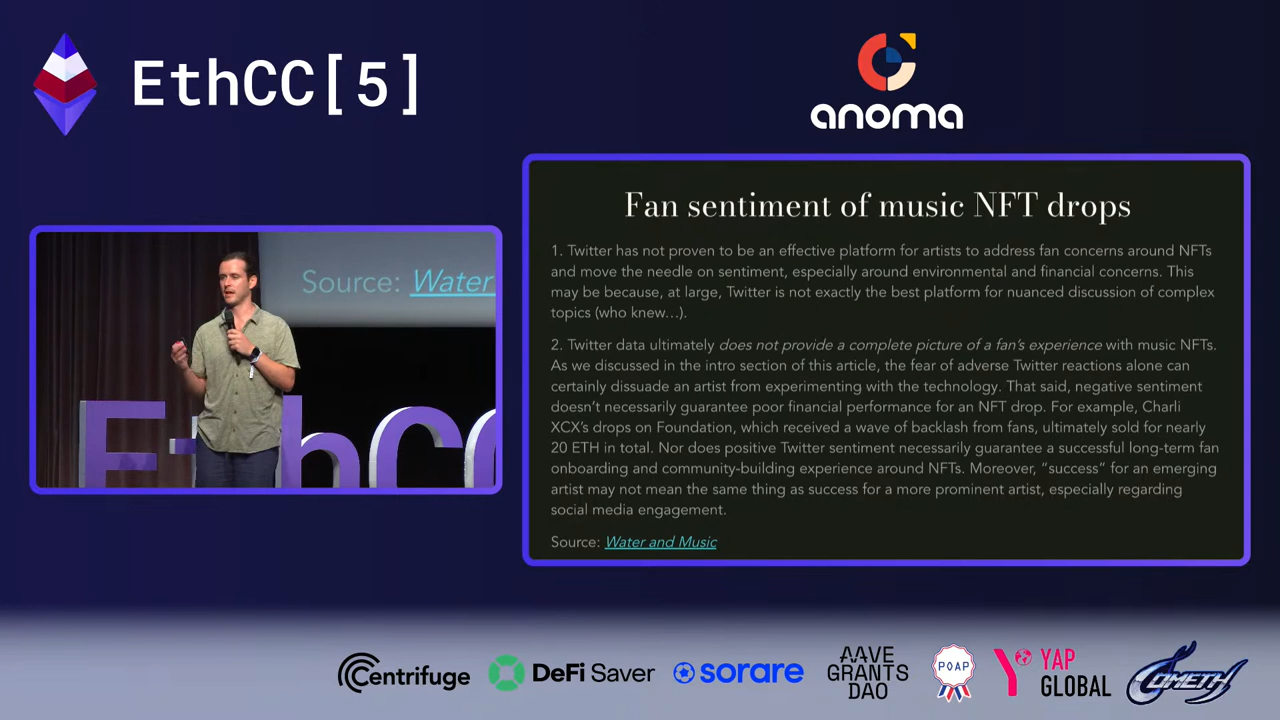 EthCC[5]
anoma
Source: Water
EthCC
Fan sentiment of music NFT drops
1. Twitter has not proven to be an effective platform for artists to address fan concerns around NFTs
and move the needle on sentiment, especially around environmental and financial concerns. This
may be because, at large, Twitter is not exactly the best platform for nuanced discussion of complex
topics (who knew…).
2. Twitter data ultimately does not provide a complete picture of a fan's experience with music NFTs.
As we discussed in the intro section of this article, the fear of adverse Twitter reactions alone can
certainly dissuade an artist from experimenting with the technology. That said, negative sentiment
doesn't necessarily guarantee poor financial performance for an NFT drop. For example, Charli
XCX's drops on Foundation, which received a wave of backlash from fans, ultimately sold for nearly
20 ETH in total. Nor does positive Twitter sentiment necessarily guarantee a successful long-term fan
onboarding and community-building experience around NFTs. Moreover, “success” for an emerging
artist may not mean the same thing as success for a more prominent artist, especially regarding
social media engagement.
Source: Water and Music
Centrifuge
DeFi Saver
sorare
AAVE
GRANTS
DAO
POAP
YAP
GLOBAL
COMETH